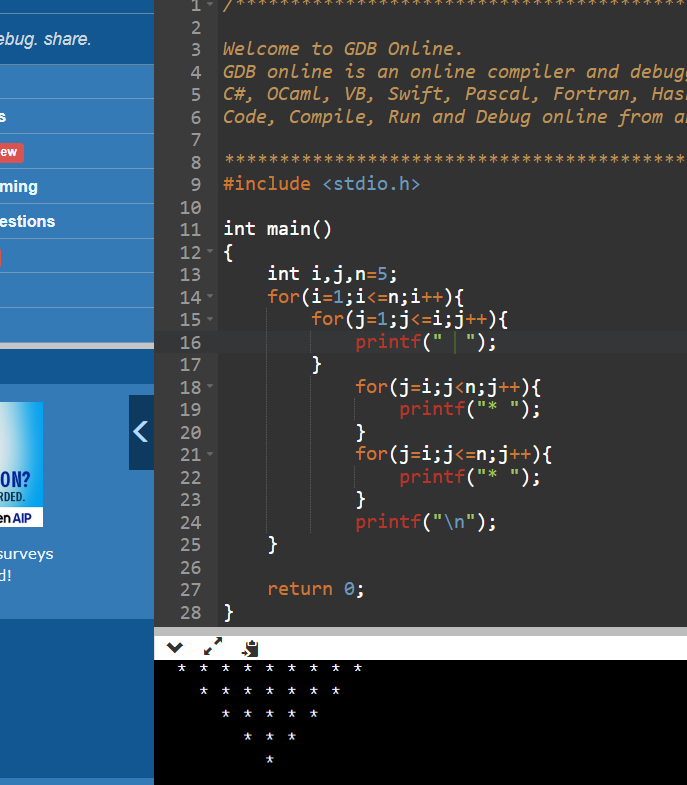 ebug. share.
s
ew
ming
estions
ON?
RDED.
en AIP
surveys
d!
1 /******************************************
2
3 Welcome to GDB Online.
4 GDB online is an online compiler and debugg
5 C#, OCaml, VB, Swift, Pascal, Fortran, Has
6 Code, Compile, Run and Debug online from a
7
8 ******************************************
9 #include <stdio.h>
10
11 int main()
12 {
13     int i,j,n=5;
14     for(i=1;i<=n;i++){
15         for(j=1;j<=i;j++){
16             printf("  ");
17         }
18             for(j=i;j<n;j++){
19                 printf("* ");
20             }
21             for(j=i;j<=n;j++){
22                 printf("* ");
23             }
24             printf("\n");
25     }
26
27     return 0;
28 }
  * * * * * * * * *
    * * * * * * *
      * * * * *
        * * *
          *